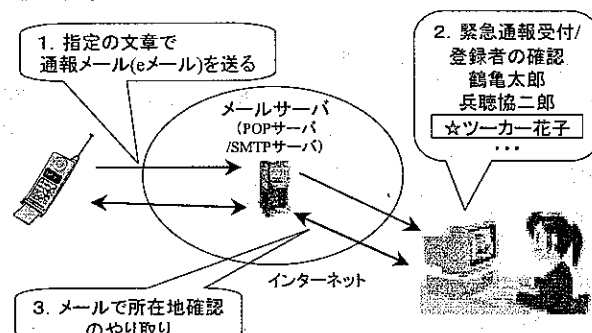 1. 指定の文章で
通報メール(eメール)を送る
2. 緊急通報受付/
登録者の確認
鶴亀太郎
兵聴協二郎
☆ツーカー花子
・・・
メールサーバ
(POPサーバ
/SMTPサーバ)
インターネット
3. メールで所在地確認
のやり取り